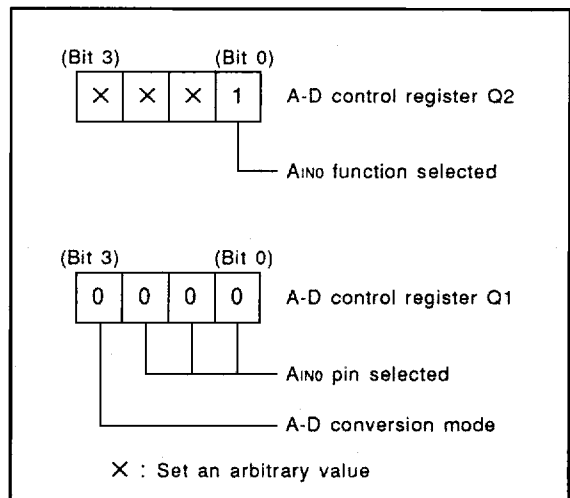 (Bit 3) (Bit 0)
× × × 1 A-D control register Q2
AIN0 function selected
(Bit 3) (Bit 0)
0 0 0 0 A-D control register Q1
AIN0 pin selected
A-D conversion mode
× : Set an arbitrary value